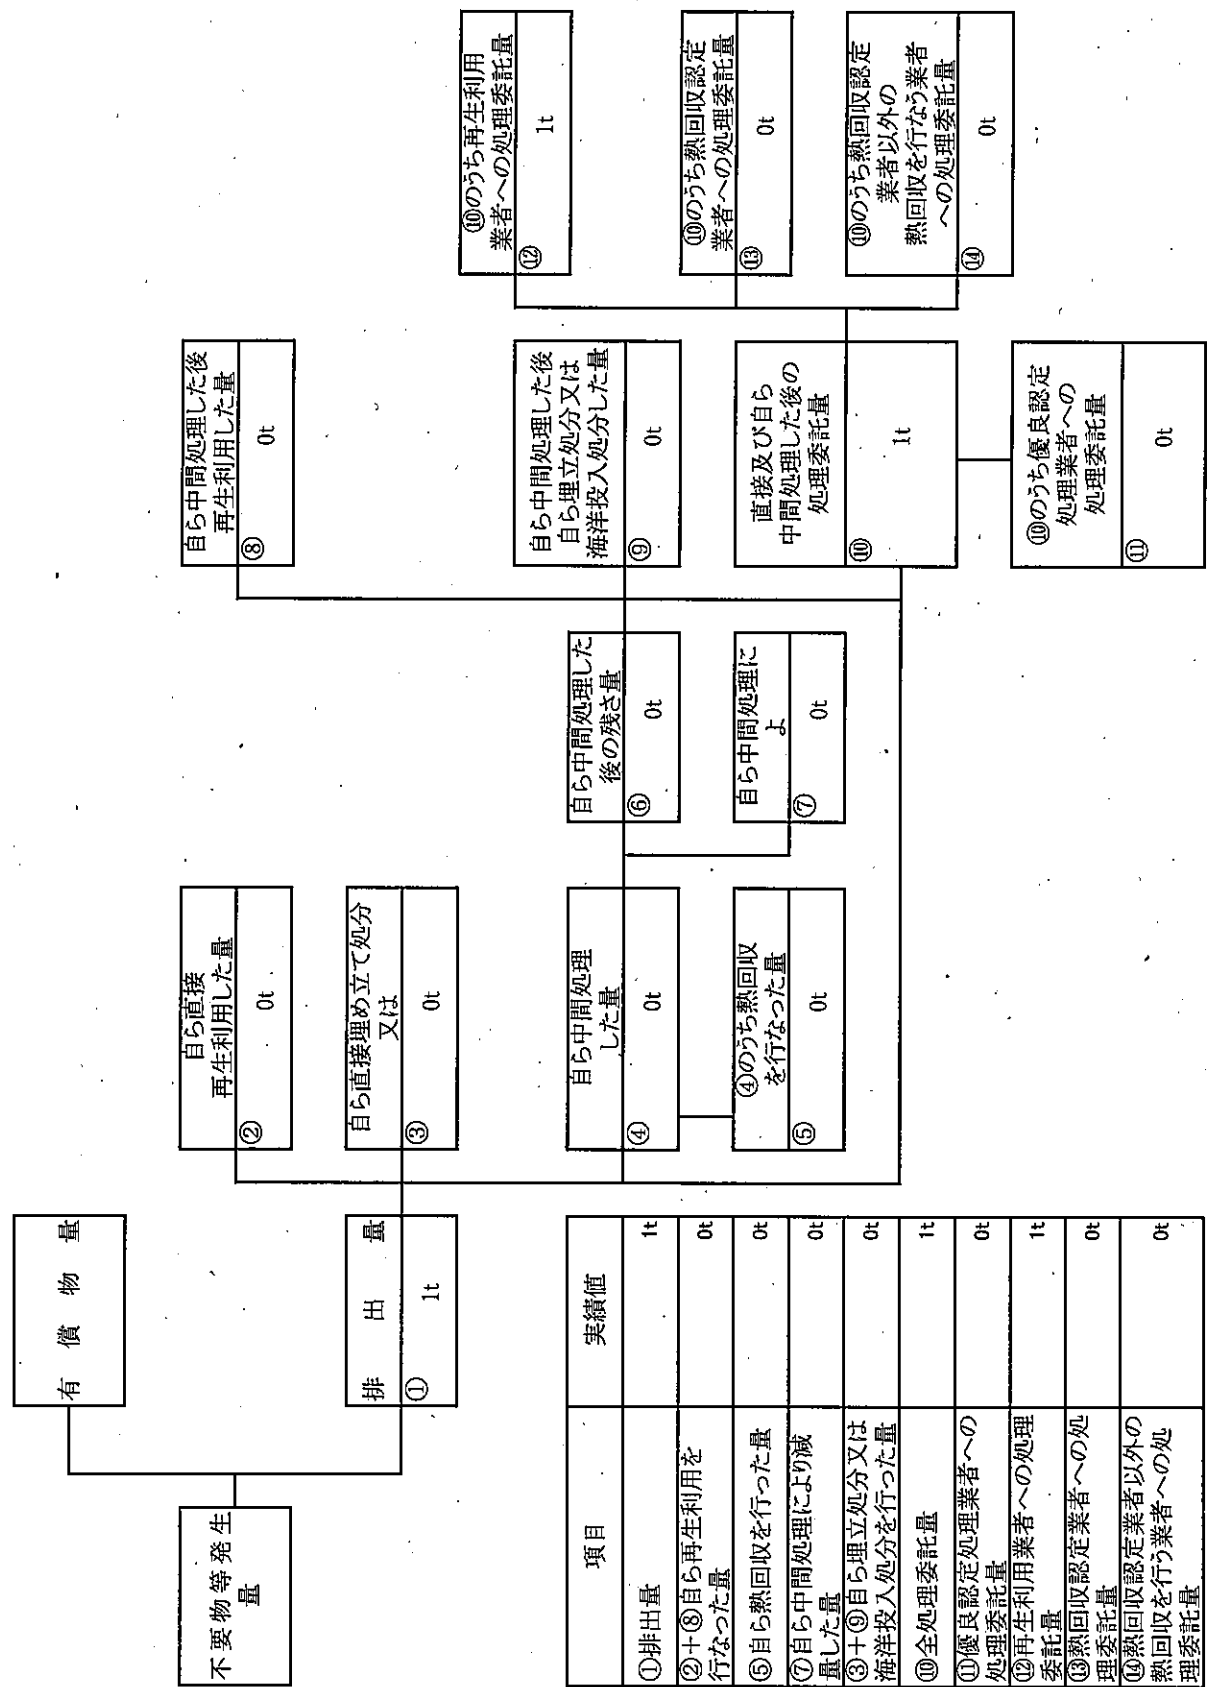 不要物等発生
量
有償物量
排出量
①
1t
自ら直接
再生利用した量
②
0t
自ら直接埋め立て処分
又は
③
0t
自ら中間処理
した量
④
0t
④のうち熱回収
を行なった量
⑤
0t
自ら中間処理した
後の残さ量
⑥
0t
自ら中間処理に
よ
⑦
0t
自ら中間処理した後
再生利用した量
⑧
0t
自ら中間処理した後
自ら埋立処分又は
海洋投入処分した量
⑨
0t
直接及び自ら
中間処理した後の
処理委託量
⑩
1t
⑩のうち優良認定
処理業者への
処理委託量
⑪
0t
⑩のうち再生利用
業者への処理委託量
⑫
1t
⑩のうち熱回収認定
業者への処理委託量
⑬
0t
⑩のうち熱回収認定
業者以外の
熱回収を行なう業者
への処理委託量
⑭
0t
項目 実績値
①排出量 1t
②+⑧自ら再生利用を
行なった量 0t
⑤自ら熱回収を行った量 0t
⑦自ら中間処理により減
量した量 0t
③+⑨自ら埋立処分又は
海洋投入処分を行った量 0t
⑩全処理委託量 1t
⑪優良認定処理業者への
処理委託量 0t
⑫再生利用業者への処理
委託量 1t
⑬熱回収認定業者への処
理委託量 0t
⑭熱回収認定業者以外の
熱回収を行う業者への処
理委託量 0t